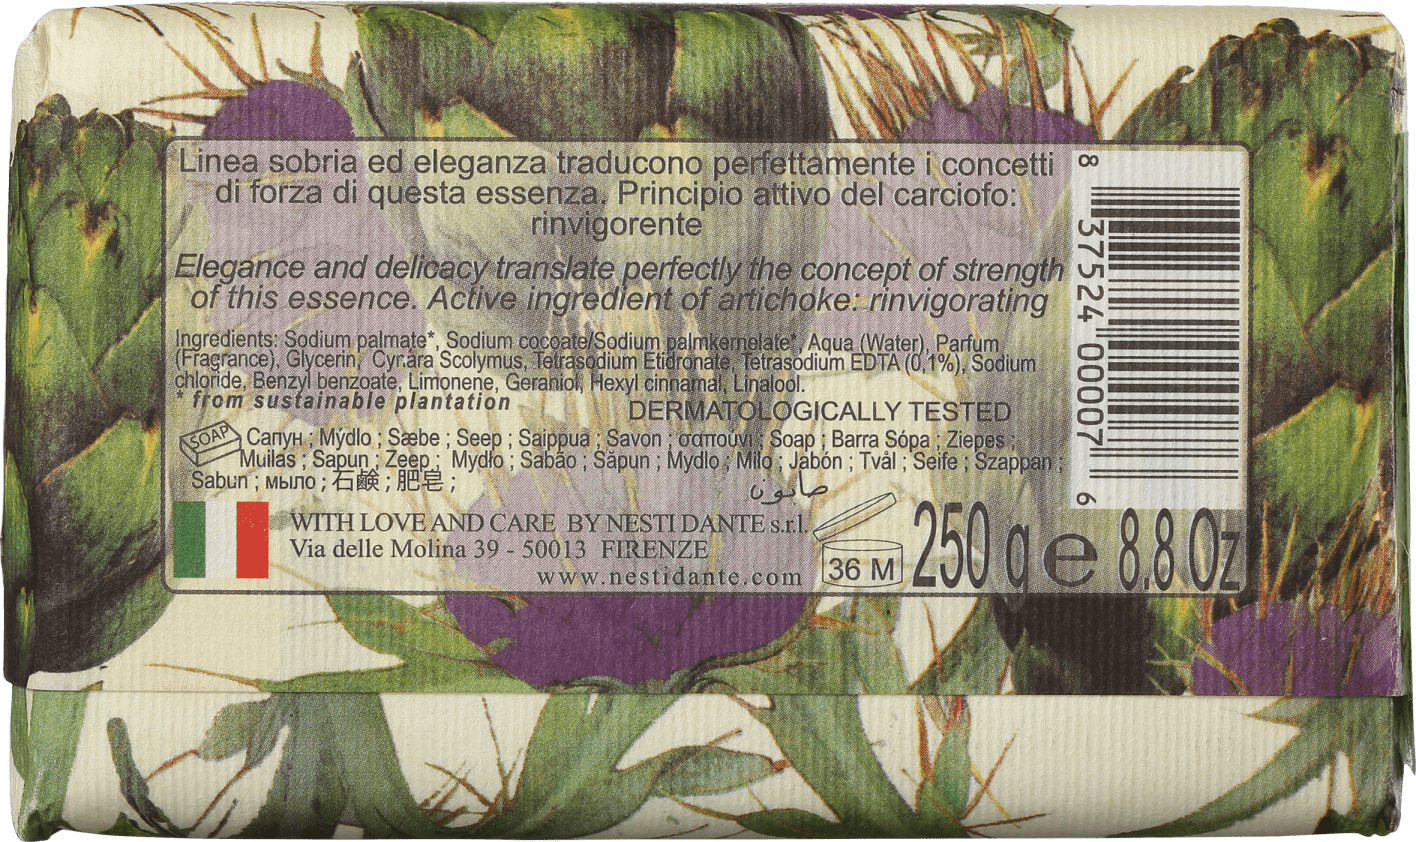 Linea sobria ed eleganza traducono perfettamente i concetti
di forza di questa essenza. Principio attivo del carciofo:
rinvigorente
Elegance and delicacy translate perfectly the concept of strength
of this essence. Active ingredient of artichoke: rinvigorating
Ingredients: Sodium palmate*, Sodium cocoate/Sodium palmkernelate*, Aqua (Water), Parfum
(Fragrance), Glycerin, Cynara Scolymus, Tetrasodium Etidronate, Tetrasodium EDTA (0,1%), Sodium
chloride, Benzyl benzoate, Limonene, Geraniol, Hexyl cinnamal, Linalool.
* from sustainable plantation
DERMATOLOGICALLY TESTED
SOAP
Сапун ; Mýdlo ; Sæbe ; Seep ; Saippua ; Savon ; σαπούνι ; Soap ; Barra Sópa ; Ziepes ;
Muilas ; Sapun ; Zeep ; Mydło ; Sabão ; Săpun ; Mydlo ; Milo ; Jabón ; Tvål ; Seife ; Szappan ;
Sabun ; мыло ; 石鹸 ; 肥皂 ;
صابون
WITH LOVE AND CARE BY NESTI DANTE s.r.l.
Via delle Molina 39 - 50013 FIRENZE
www.nestidante.com
36 M
250 g e 8.8 Oz
8 37524 00007 6